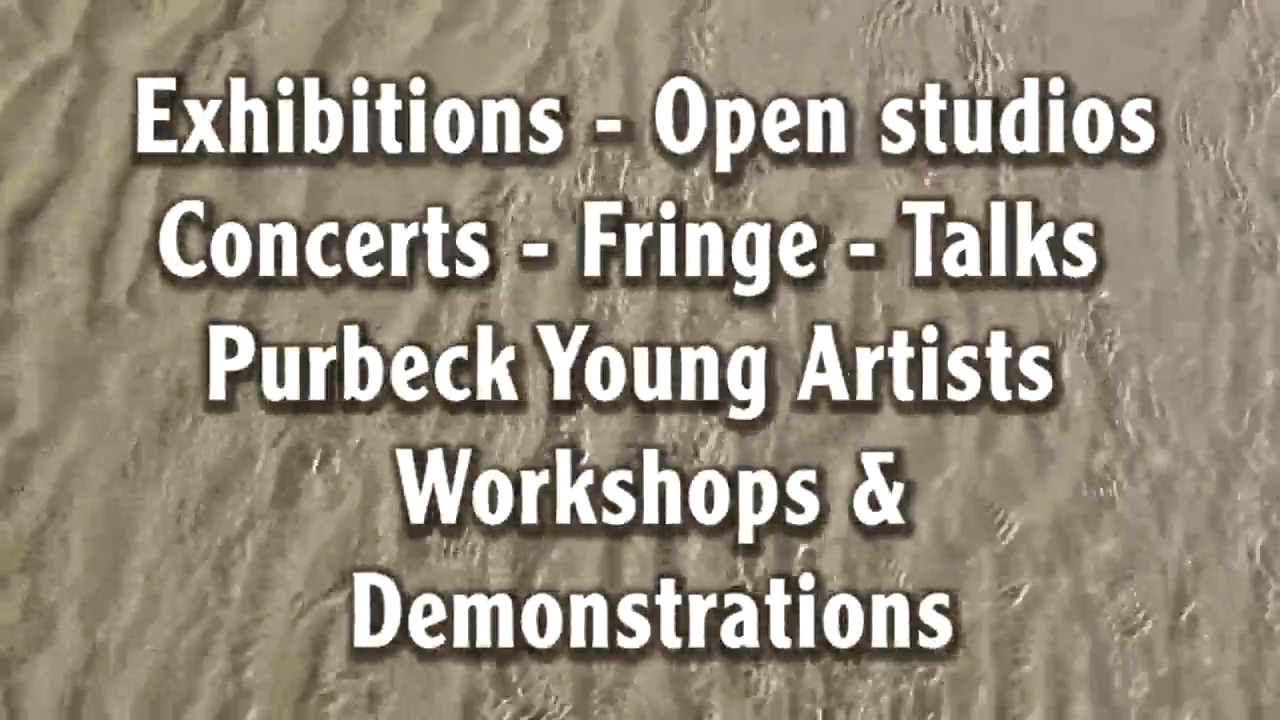 Exhibitions - Open studios
Concerts - Fringe - Talks
Purbeck Young Artists
Workshops &
Demonstrations